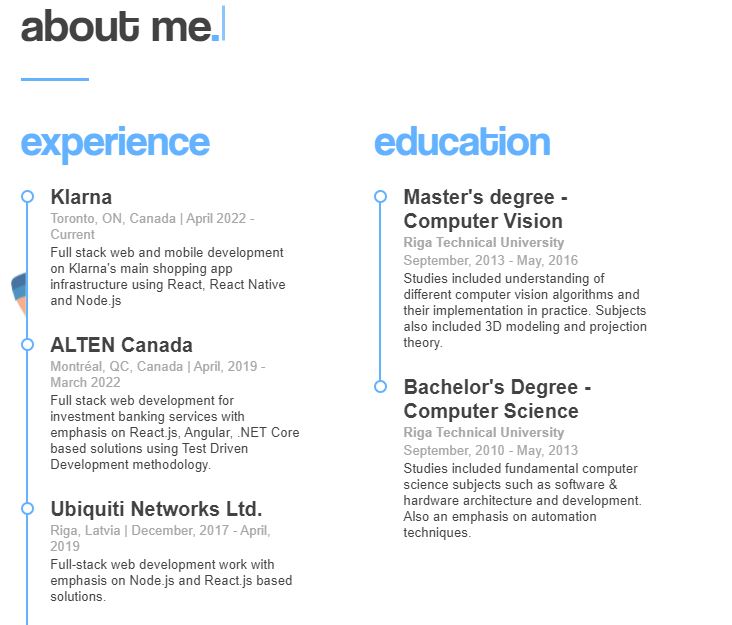 about me.
experience
Klarna
Toronto, ON, Canada | April 2022 -
Current
Full stack web and mobile development
on Klarna's main shopping app
infrastructure using React, React Native
and Node.js
ALTEN Canada
Montréal, QC, Canada | April, 2019 -
March 2022
Full stack web development for
investment banking services with
emphasis on React.js, Angular, .NET Core
based solutions using Test Driven
Development methodology.
Ubiquiti Networks Ltd.
Riga, Latvia | December, 2017 - April,
2019
Full-stack web development work with
emphasis on Node.js and React.js based
solutions.
education
Master's degree -
Computer Vision
Riga Technical University
September, 2013 - May, 2016
Studies included understanding of
different computer vision algorithms and
their implementation in practice. Subjects
also included 3D modeling and projection
theory.
Bachelor's Degree -
Computer Science
Riga Technical University
September, 2010 - May, 2013
Studies included fundamental computer
science subjects such as software &
hardware architecture and development.
Also an emphasis on automation
techniques.